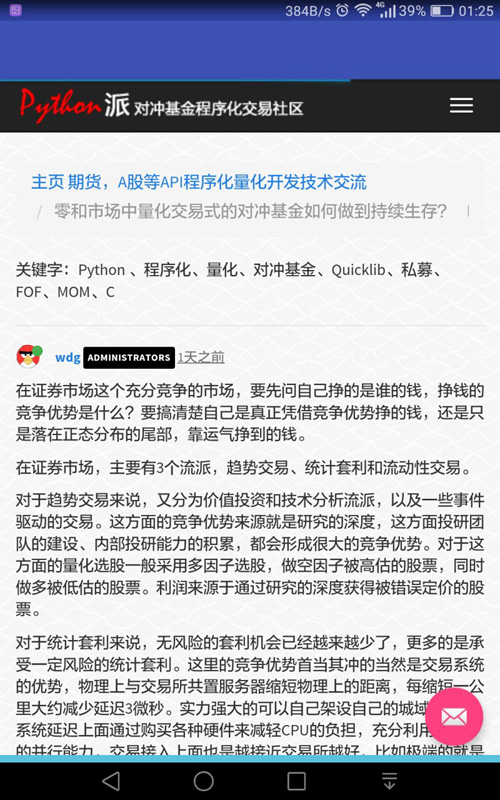 384B/s 4G 39% 01:25
Python派 对冲基金程序化交易社区
主页 期货，A股等API程序化量化开发技术交流
/ 零和市场中量化交易式的对冲基金如何做到持续生存？
关键字：Python 、程序化、量化、对冲基金、Quicklib、私募、
FOF、MOM、C
wdg ADMINISTRATORS 1天之前
在证券市场这个充分竞争的市场，要先问自己挣的是谁的钱，挣钱的
竞争优势是什么？要搞清楚自己是真正凭借竞争优势挣的钱，还是只
是落在正态分布的尾部，靠运气挣到的钱。
在证券市场，主要有3个流派，趋势交易、统计套利和流动性交易。
对于趋势交易来说，又分为价值投资和技术分析流派，以及一些事件
驱动的交易。这方面的竞争优势来源就是研究的深度，这方面投研团
队的建设、内部投研能力的积累，都会形成很大的竞争优势。对于这
方面的量化选股一般采用多因子选股，做空因子被高估的股票，同时
做多被低估的股票。利润来源于通过研究的深度获得被错误定价的股
票。
对于统计套利来说，无风险的套利机会已经越来越少了，更多的是承
受一定风险的统计套利。这里的竞争优势首当其冲的当然是交易系统
的优势，物理上与交易所共置服务器缩短物理上的距离，每缩短一公
里大约减少延迟3微秒。实力强大的可以自己架设自己的城域
系统延迟上面通过购买各种硬件来减轻CPU的负担，充分利用
的并行能力，交易接入上面也是越接近交易所越好，比如极端的就是